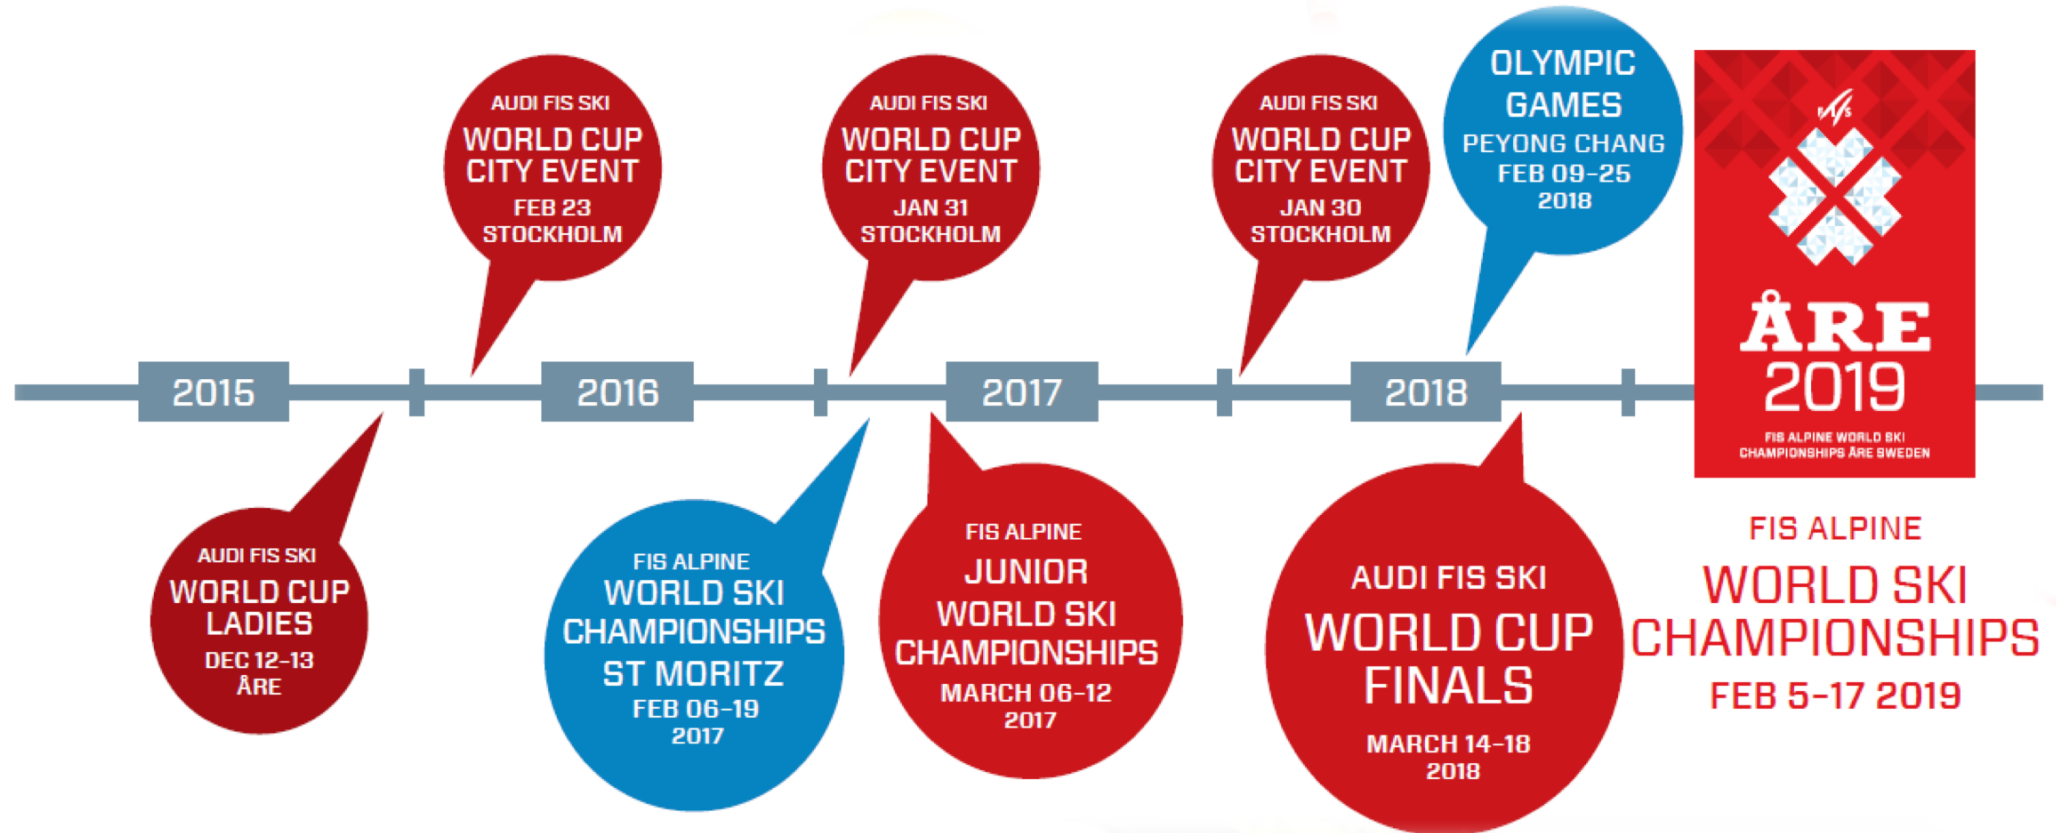 AUDI FIS SKI
WORLD CUP
CITY EVENT
FEB 23
STOCKHOLM
AUDI FIS SKI
WORLD CUP
CITY EVENT
JAN 31
STOCKHOLM
AUDI FIS SKI
WORLD CUP
CITY EVENT
JAN 30
STOCKHOLM
OLYMPIC
GAMES
PEYONG CHANG
FEB 09-25
2018
FIS
ÅRE
2019
FIS ALPINE WORLD SKI
CHAMPIONSHIPS ÅRE SWEDEN
2015
2016
2017
2018
AUDI FIS SKI
WORLD CUP
LADIES
DEC 12-13
ÅRE
FIS ALPINE
WORLD SKI
CHAMPIONSHIPS
ST MORITZ
FEB 06-19
2017
FIS ALPINE
JUNIOR
WORLD SKI
CHAMPIONSHIPS
MARCH 06-12
2017
AUDI FIS SKI
WORLD CUP
FINALS
MARCH 14-18
2018
FIS ALPINE
WORLD SKI
CHAMPIONSHIPS
FEB 5-17 2019